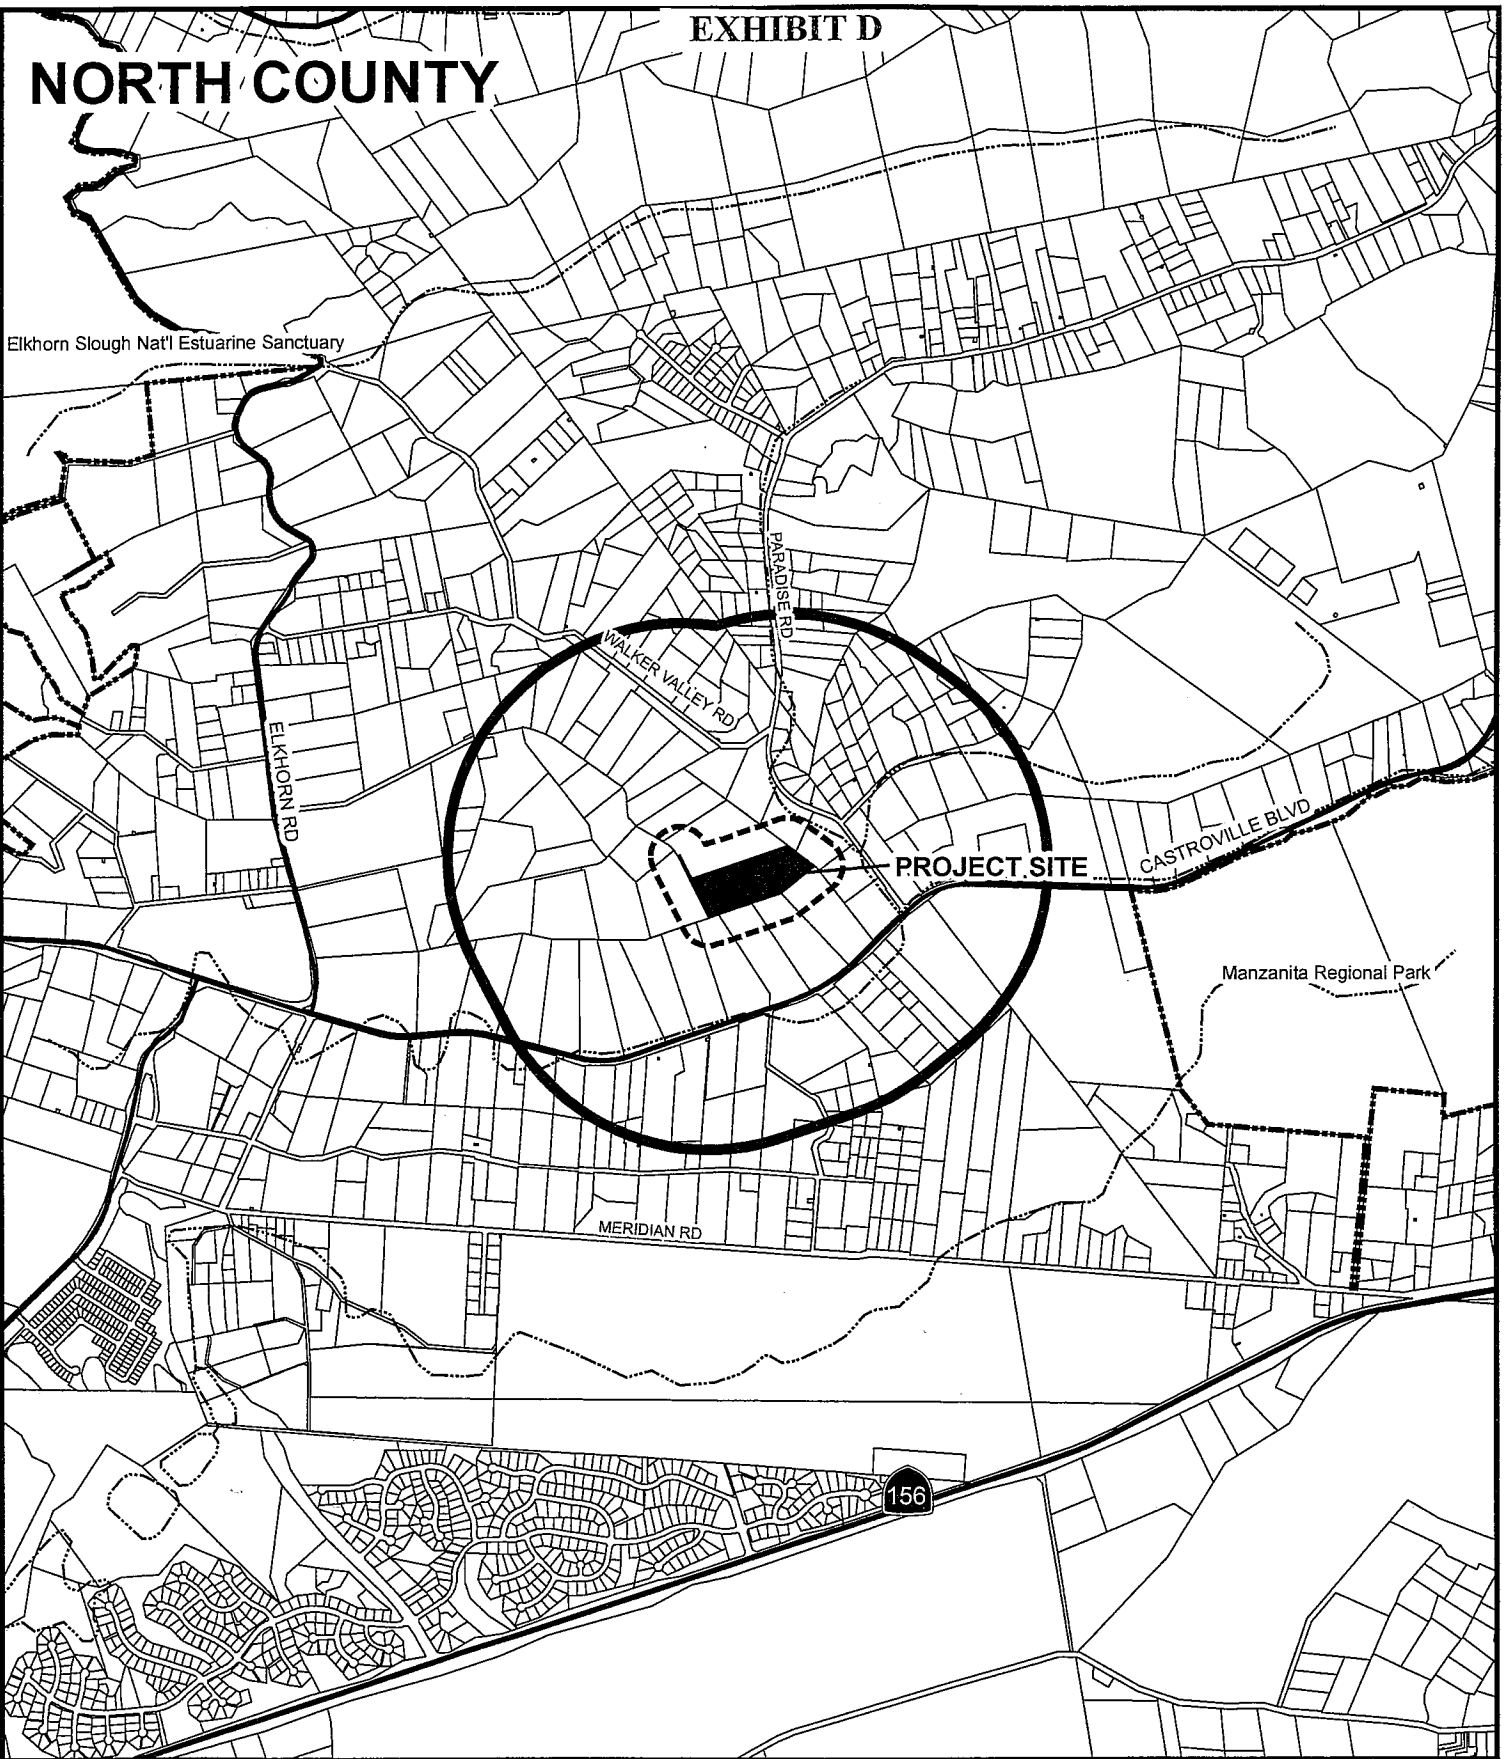 EXHIBIT D
NORTH COUNTY
Elkhorn Slough Nat'l Estuarine Sanctuary
PARADISE RD
WALKER VALLEY RD
ELKHORN RD
CASTROVILLE BLVD
PROJECT SITE
Manzanita Regional Park
MERIDIAN RD
156